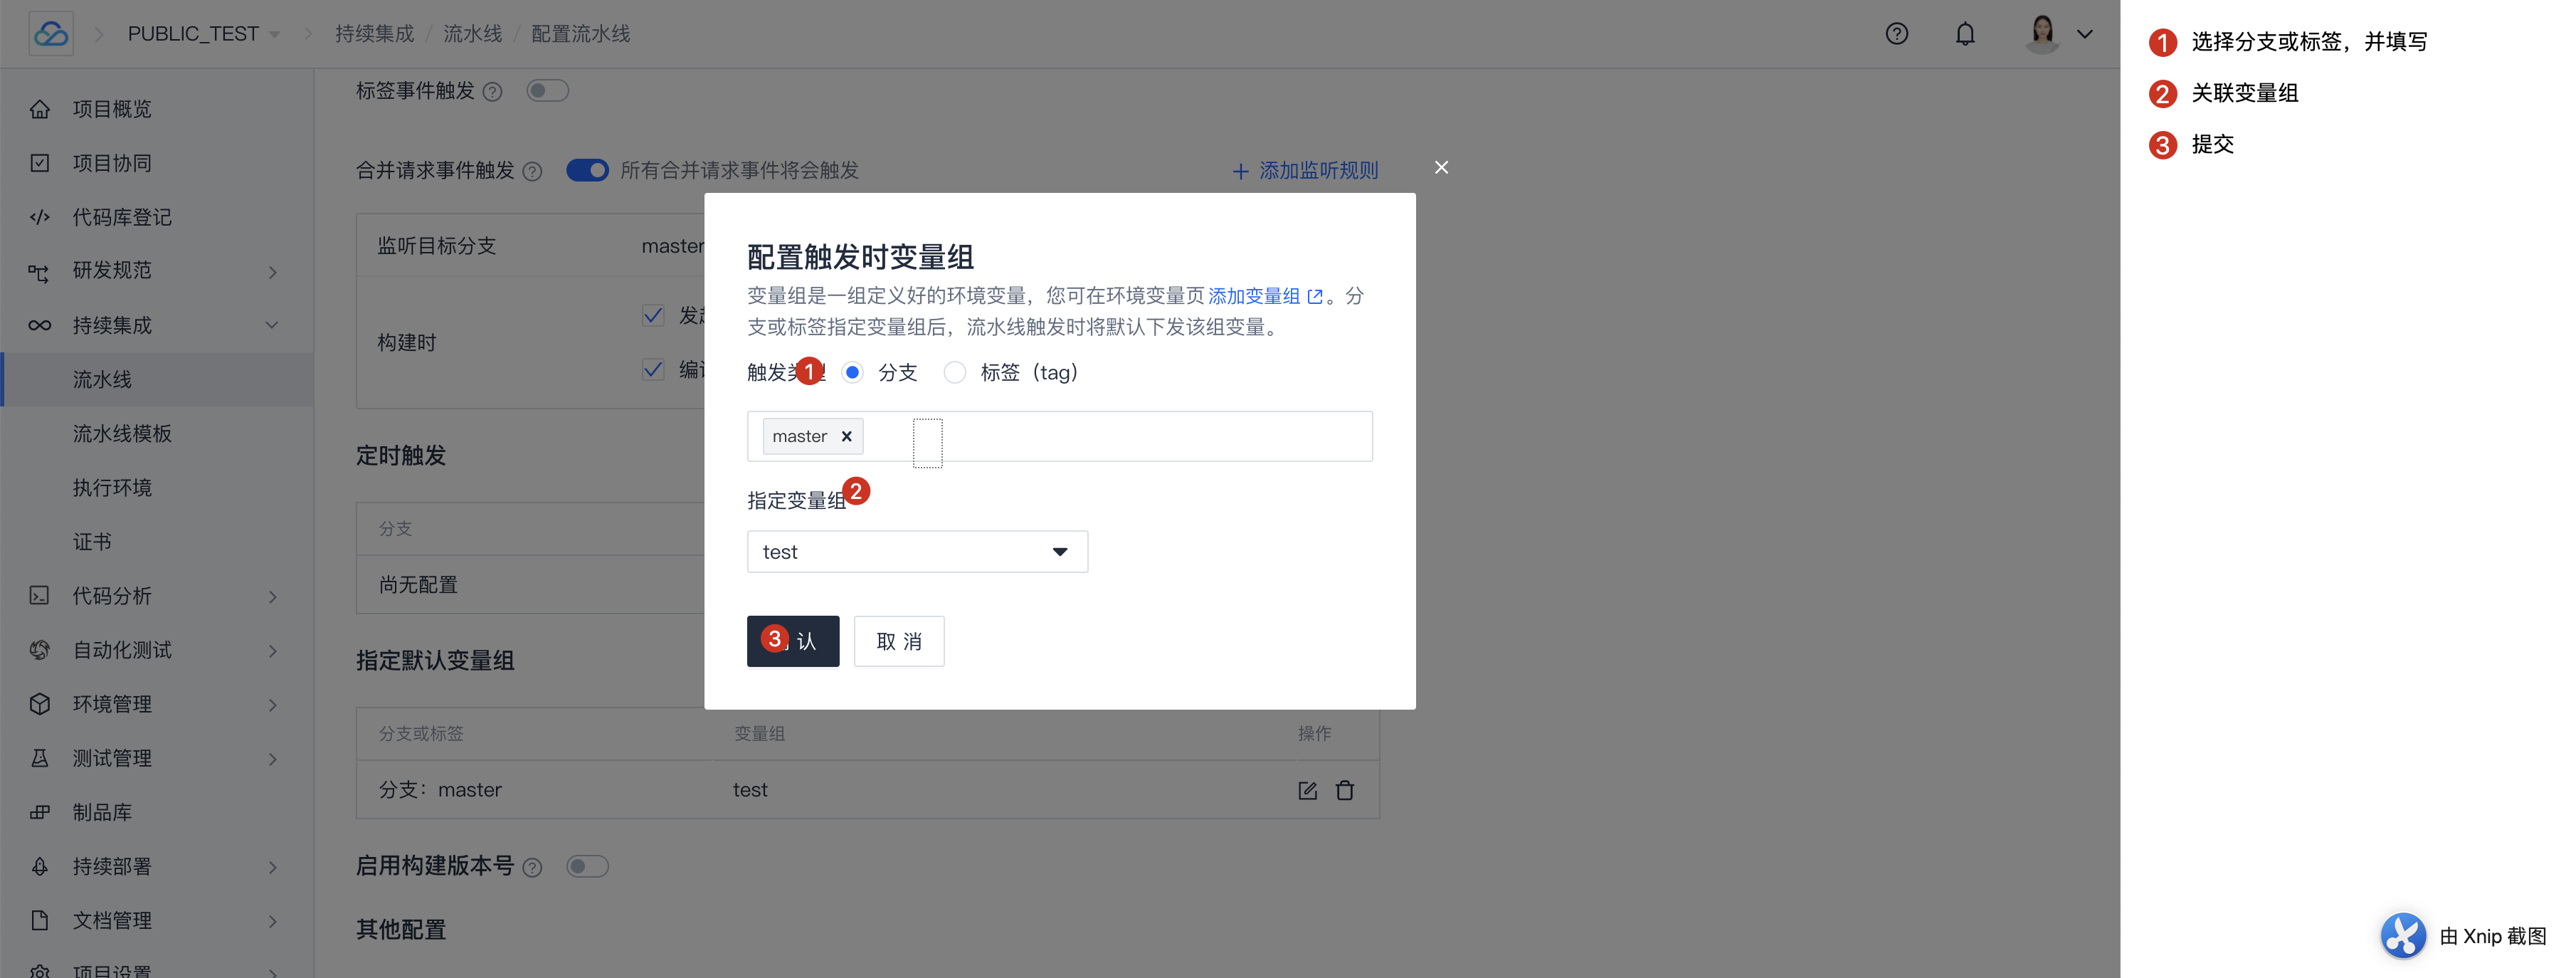 PUBLIC_TEST
持续集成 / 流水线 / 配置流水线
项目概览
项目协同
代码库登记
研发规范
持续集成
流水线
流水线模板
执行环境
证书
代码分析
自动化测试
环境管理
测试管理
制品库
持续部署
文档管理
项目设置
标签事件触发
合并请求事件触发 所有合并请求事件将会触发
+ 添加监听规则
监听目标分支 master
构建时
定时触发
分支
尚无配置
指定默认变量组
分支或标签 变量组 操作
分支：master test
启用构建版本号
其他配置
配置触发时变量组
变量组是一组定义好的环境变量，您可在环境变量页 添加变量组 。分
支或标签指定变量组后，流水线触发时将默认下发该组变量。
触发类型 1 分支 标签（tag）
master
指定变量组 2
test
3 认 取 消
1 选择分支或标签，并填写
2 关联变量组
3 提交
由 Xnip 截图